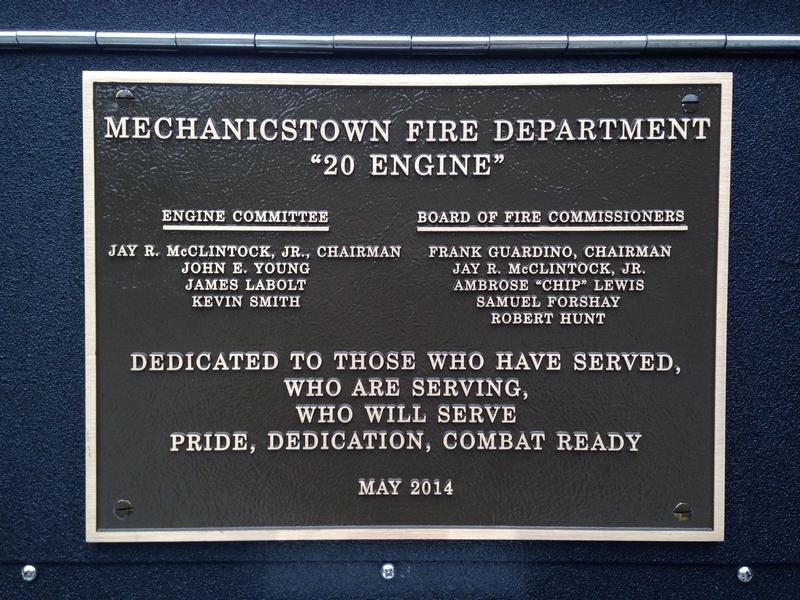 MECHANICSTOWN FIRE DEPARTMENT
"20 ENGINE"
ENGINE COMMITTEE
JAY R. McCLINTOCK, JR., CHAIRMAN
JOHN E. YOUNG
JAMES LABOLT
KEVIN SMITH
BOARD OF FIRE COMMISSIONERS
FRANK GUARDINO, CHAIRMAN
JAY R. McCLINTOCK, JR.
AMBROSE "CHIP" LEWIS
SAMUEL FORSHAY
ROBERT HUNT
DEDICATED TO THOSE WHO HAVE SERVED,
WHO ARE SERVING,
WHO WILL SERVE
PRIDE, DEDICATION, COMBAT READY
MAY 2014